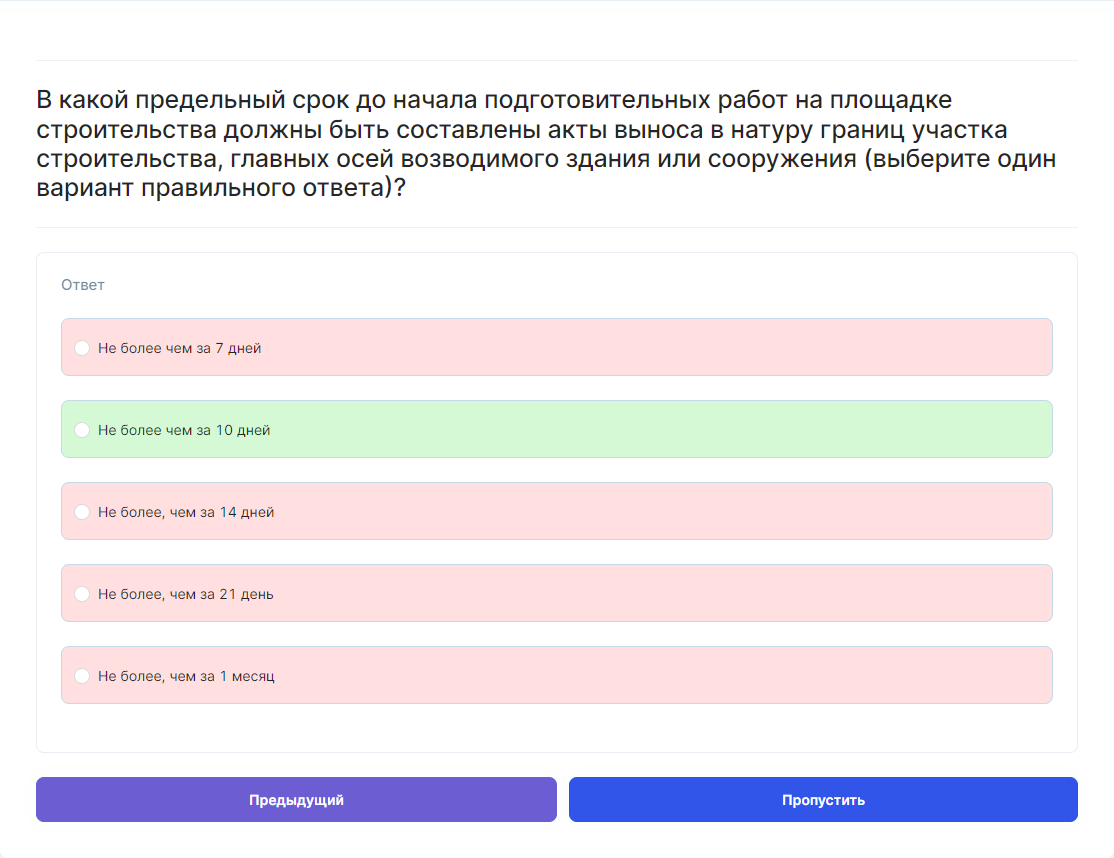 В какой предельный срок до начала подготовительных работ на площадке
строительства должны быть составлены акты выноса в натуру границ участка
строительства, главных осей возводимого здания или сооружения (выберите один
вариант правильного ответа)?
Ответ
Не более чем за 7 дней
Не более чем за 10 дней
Не более, чем за 14 дней
Не более, чем за 21 день
Не более, чем за 1 месяц
Предыдущий
Пропустить